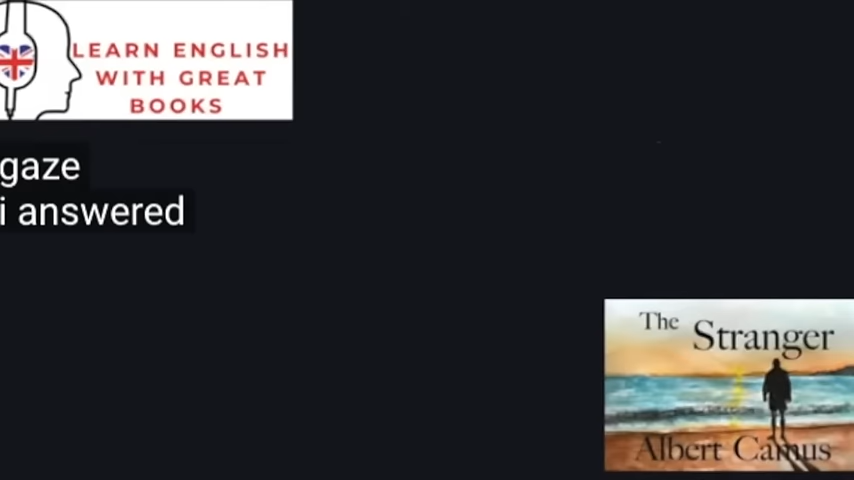 LEARN ENGLISH
WITH GREAT
BOOKS
gaze
i answered
The Stranger
Albert Camus